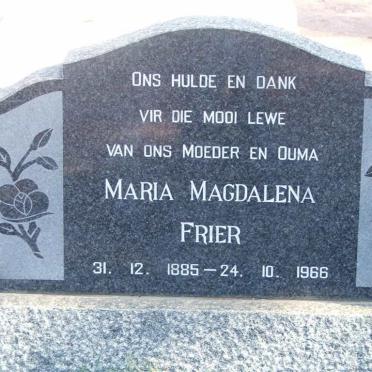 ONS HULDE EN DANK
VIR DIE MOOI LEWE
VAN ONS MOEDER EN OUMA
MARIA MAGDALENA
FRIER
31. 12. 1885 — 24. 10. 1966